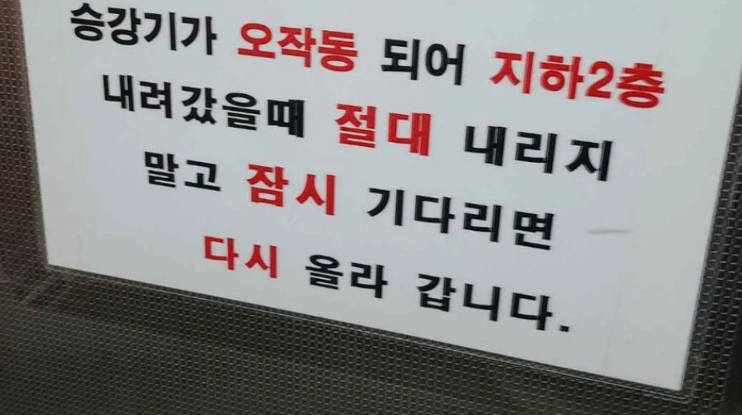 승강기가 오작동 되어 지하2층
내려갔을때 절대 내리지
말고 잠시 기다리면
다시 올라 갑니다.